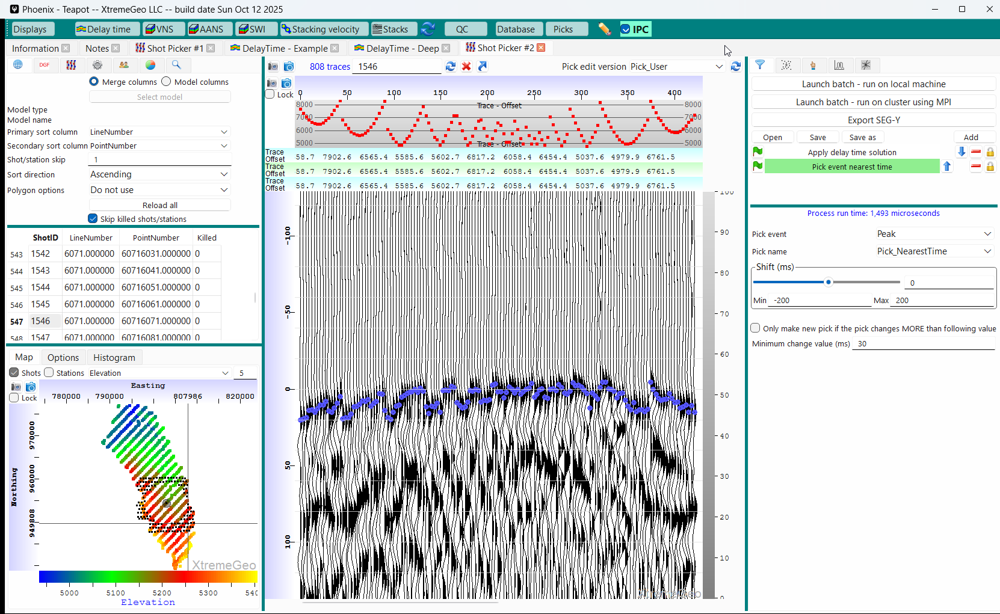 Phoenix - Teapot -- XtremeGeo LLC -- build date Sun Oct 12 2025
Displays Delay time VNS AANS SWI Stacking velocity Stacks QC Database Picks IPC
Information Notes Shot Picker #1 DelayTime - Example DelayTime - Deep Shot Picker #2
DGF
Merge columns Model columns
Select model
Model type
Model name
Primary sort column LineNumber
Secondary sort column PointNumber
Shot/station skip 1
Sort direction Ascending
Polygon options Do not use
Reload all
Skip killed shots/stations
ShotID LineNumber PointNumber Killed
543 1542 6071.000000 60716031.000000 0
544 1543 6071.000000 60716041.000000 0
545 1544 6071.000000 60716051.000000 0
546 1545 6071.000000 60716061.000000 0
547 1546 6071.000000 60716071.000000 0
548 1547 6071.000000 60716081.000000 0
Map Options Histogram
Shots Stations Elevation 5
Easting
Lock
780000 790000 807986 820000
Northing
970000
960000
949808
XtremeGeo
5000 5100 5200 5300 540
Elevation
808 traces 1546 Pick edit version Pick_User
Lock
0 50 100 150 200 250 300 350 400
8000 Trace - Offset 8000
7000 7000
6000 6000
5000 Trace - Offset 5000
Trace
Offset 58.7 7902.6 6565.4 5585.6 5602.7 6817.2 6058.4 6454.4 5037.6 4979.9 6761.5
Trace
Offset 58.7 7902.6 6565.4 5585.6 5602.7 6817.2 6058.4 6454.4 5037.6 4979.9 6761.5
Trace
Offset 58.7 7902.6 6565.4 5585.6 5602.7 6817.2 6058.4 6454.4 5037.6 4979.9 6761.5
-100
-50
0
50
100
XtremeGeo
100
90
80
70
60
50
40
30
20
10
0
Launch batch - run on local machine
Launch batch - run on cluster using MPI
Export SEG-Y
Open Save Save as Add
Apply delay time solution
Pick event nearest time
Process run time: 1,493 microseconds
Pick event Peak
Pick name Pick_NearestTime
Shift (ms)
0
Min -200 Max 200
Only make new pick if the pick changes MORE than following value
Minimum change value (ms) 30